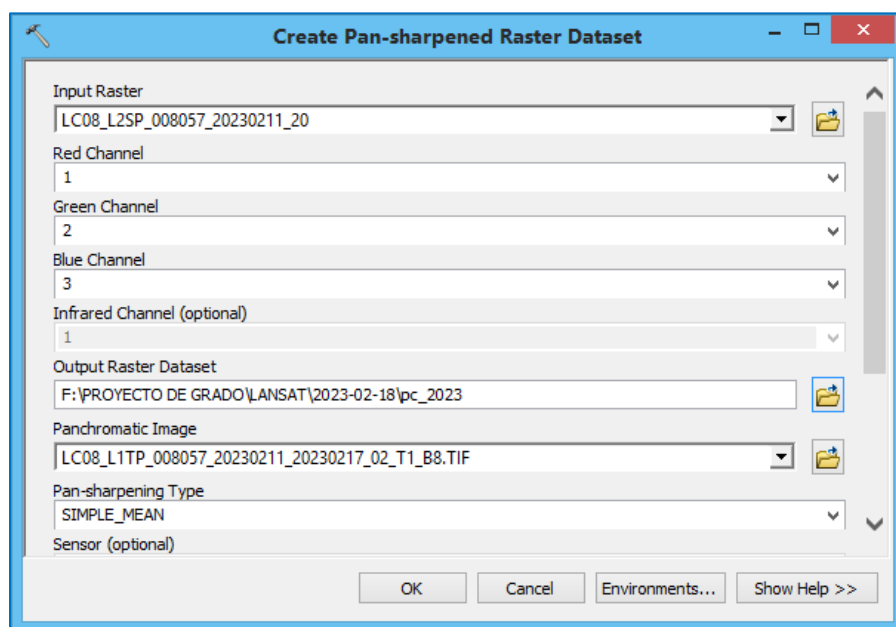 Create Pan-sharpened Raster Dataset
Input Raster
LC08_L2SP_008057_20230211_20
Red Channel
1
Green Channel
2
Blue Channel
3
Infrared Channel (optional)
1
Output Raster Dataset
F:\PROYECTO DE GRADO\LANSAT\2023-02-18\pc_2023
Panchromatic Image
LC08_L1TP_008057_20230211_20230217_02_T1_B8.TIF
Pan-sharpening Type
SIMPLE_MEAN
Sensor (optional)
OK Cancel Environments... Show Help >>